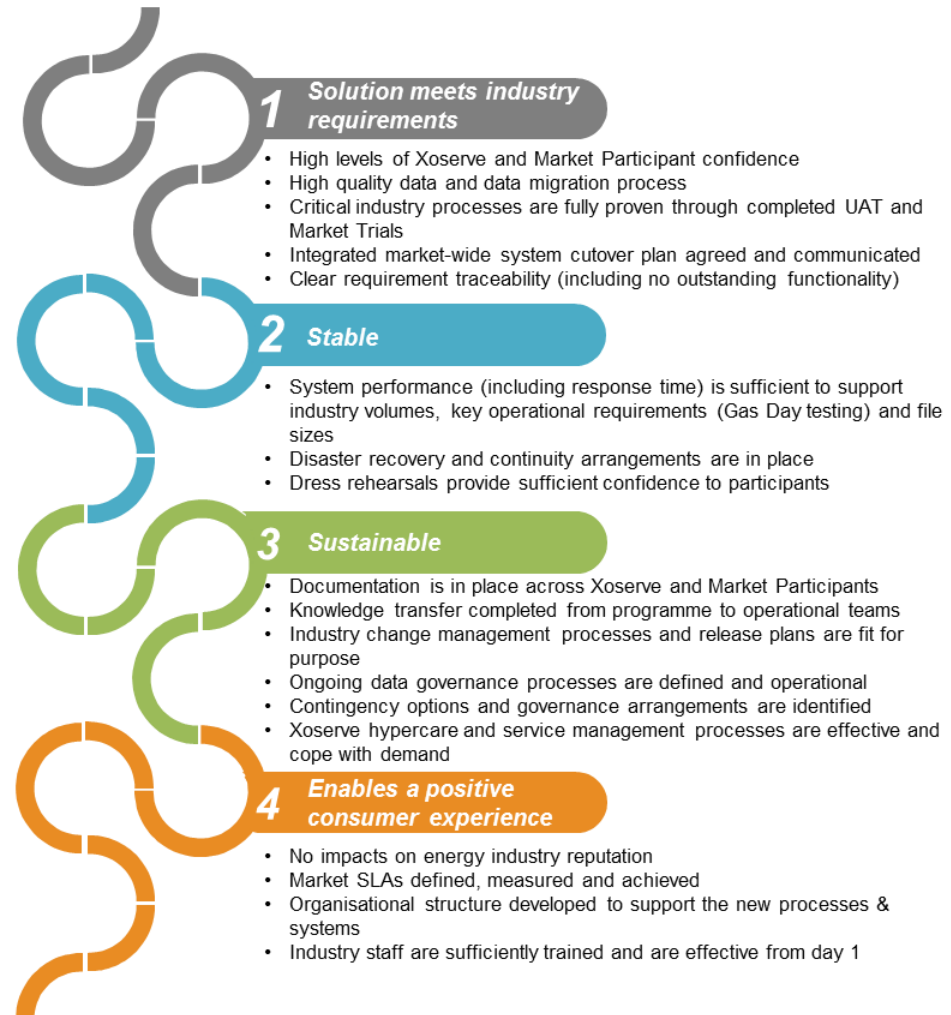 1
Solution meets industry
requirements
• High levels of Xoserve and Market Participant confidence
• High quality data and data migration process
• Critical industry processes are fully proven through completed UAT and
Market Trials
• Integrated market-wide system cutover plan agreed and communicated
• Clear requirement traceability (including no outstanding functionality)
2
Stable
• System performance (including response time) is sufficient to support
industry volumes, key operational requirements (Gas Day testing) and file
sizes
• Disaster recovery and continuity arrangements are in place
• Dress rehearsals provide sufficient confidence to participants
3
Sustainable
• Documentation is in place across Xoserve and Market Participants
• Knowledge transfer completed from programme to operational teams
• Industry change management processes and release plans are fit for
purpose
• Ongoing data governance processes are defined and operational
• Contingency options and governance arrangements are identified
• Xoserve hypercare and service management processes are effective and
cope with demand
4
Enables a positive
consumer experience
• No impacts on energy industry reputation
• Market SLAs defined, measured and achieved
• Organisational structure developed to support the new processes &
systems
• Industry staff are sufficiently trained and are effective from day 1